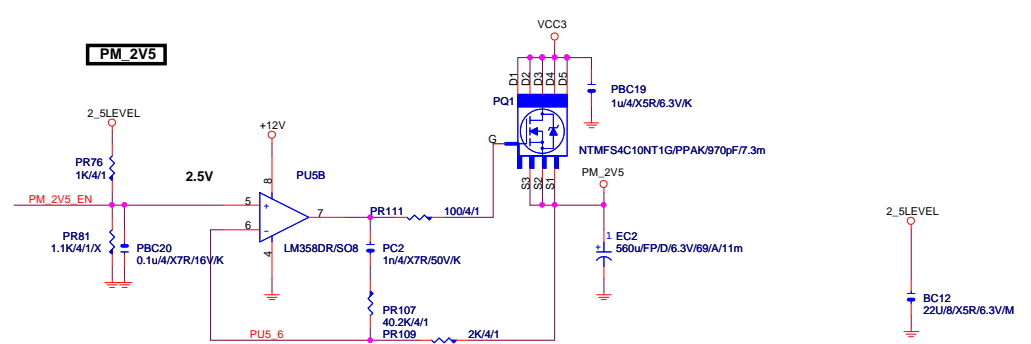 PM_2V5
VCC3
D1
D2
D3
D4
D5
PBC19
1u/4/X5R/6.3V/K
PQ1
G
NTMFS4C10NT1G/PPAK/970pF/7.3m
S3
S2
S1
2_5LEVEL
+12V
PR76
1K/4/1
2.5V
PU5B
8
PM_2V5
PM_2V5_EN
5
+
6
-
7
4
LM358DR/SO8
PR111
100/4/1
PR81
1.1K/4/1/X
PBC20
0.1u/4/X7R/16V/K
PC2
1n/4/X7R/50V/K
+
1
EC2
560u/FP/D/6.3V/69/A/11m
2_5LEVEL
BC12
22U/8/X5R/6.3V/M
PR107
40.2K/4/1
PU5_6
PR109
2K/4/1